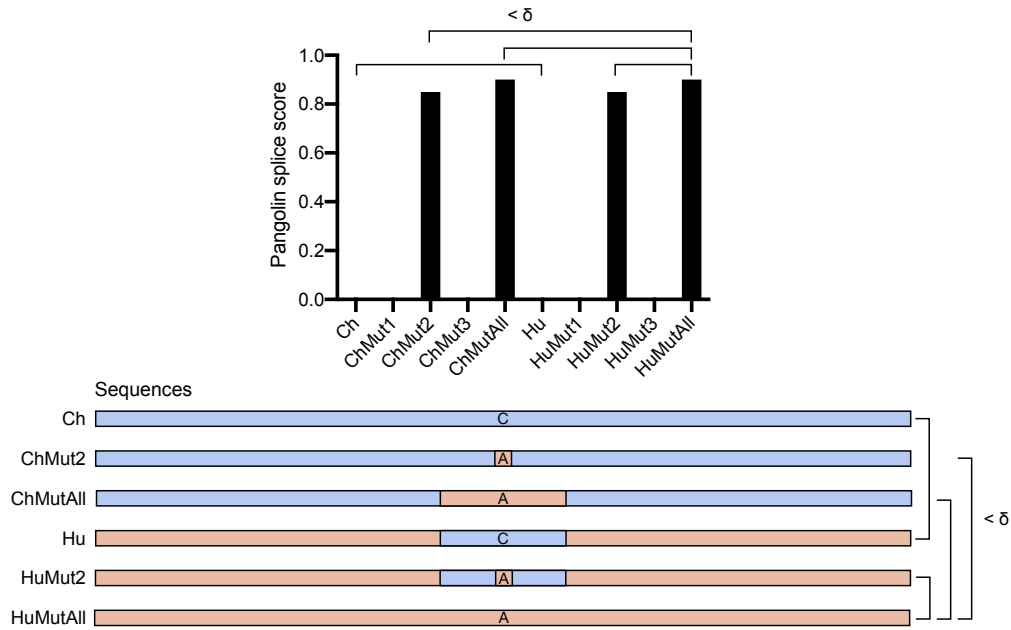 < δ
Pangolin splice score
1.0
0.8
0.6
0.4
0.2
0.0
Ch
ChMut1
ChMut2
ChMut3
ChMutAll
Hu
HuMut1
HuMut2
HuMut3
HuMutAll
Sequences
Ch C
ChMut2 A
ChMutAll A
< δ
Hu C
HuMut2 A
HuMutAll A